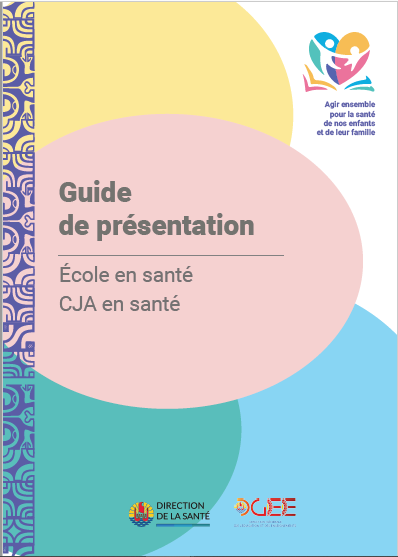 Agir ensemble
pour la santé
de nos enfants
et de leur famille
Guide
de présentation
École en santé
CJA en santé
DIRECTION
DE LA SANTÉ
DGEE